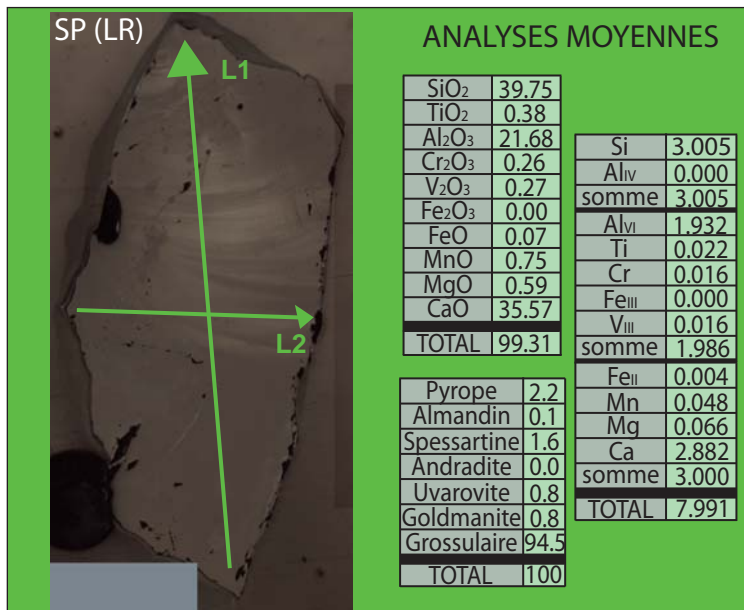 SP (LR)
L1
L2
ANALYSES MOYENNES
SiO₂ 39.75
TiO₂ 0.38
Al₂O₃ 21.68
Cr₂O₃ 0.26
V₂O₃ 0.27
Fe₂O₃ 0.00
FeO 0.07
MnO 0.75
MgO 0.59
CaO 35.57
TOTAL 99.31
Pyrope 2.2
Almandin 0.1
Spessartine 1.6
Andradite 0.0
Uvarovite 0.8
Goldmanite 0.8
Grossulaire 94.5
TOTAL 100
Si 3.005
AlIV 0.000
somme 3.005
AlVI 1.932
Ti 0.022
Cr 0.016
FeIII 0.000
VIII 0.016
somme 1.986
FeII 0.004
Mn 0.048
Mg 0.066
Ca 2.882
somme 3.000
TOTAL 7.991